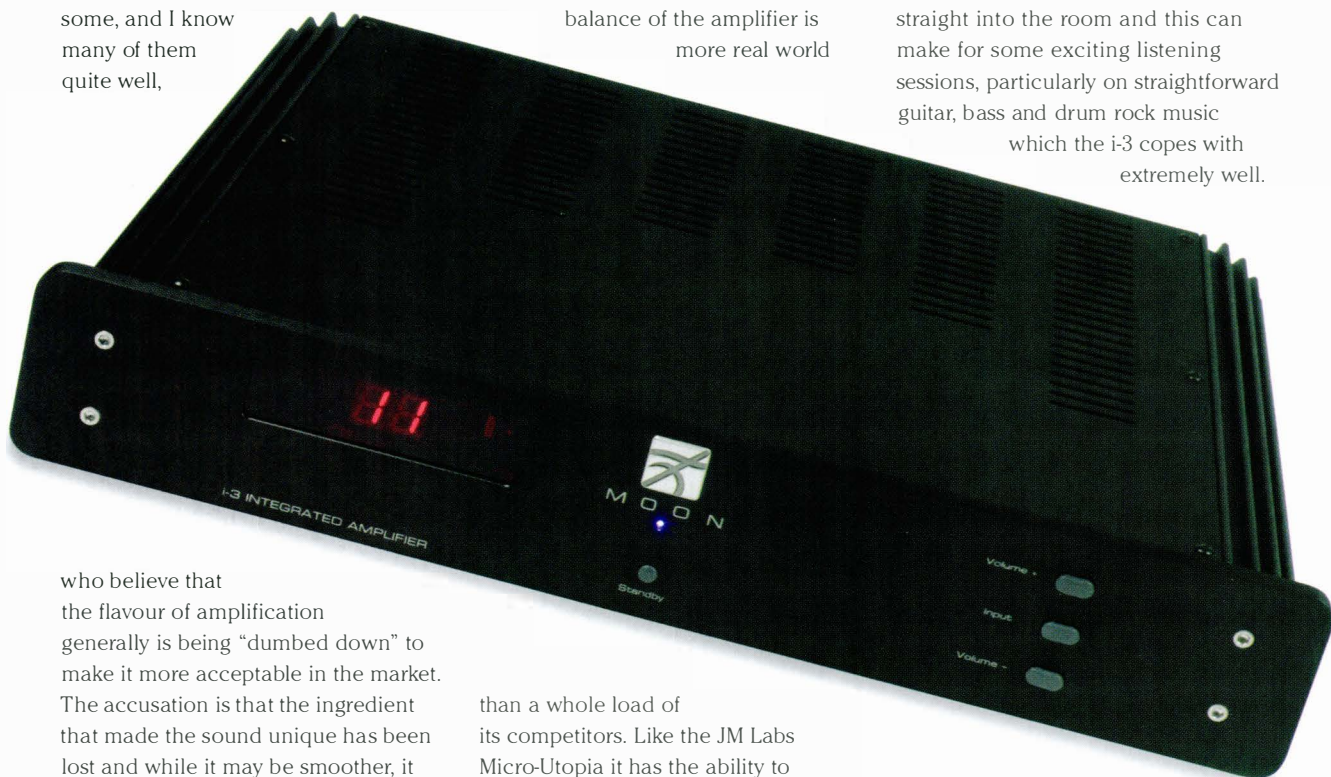 some, and I know
many of them
quite well,
who believe that
the flavour of amplification
generally is being “dumbed down” to
make it more acceptable in the market.
The accusation is that the ingredient
that made the sound unique has been
lost and while it may be smoother, it
balance of the amplifier is
more real world
than a whole load of
its competitors. Like the JM Labs
Micro-Utopia it has the ability to
straight into the room and this can
make for some exciting listening
sessions, particularly on straightforward
guitar, bass and drum rock music
which the i-3 copes with
extremely well.
11 1
i-3 INTEGRATED AMPLIFIER
MOON
Standby
Volume +
Input
Volume -